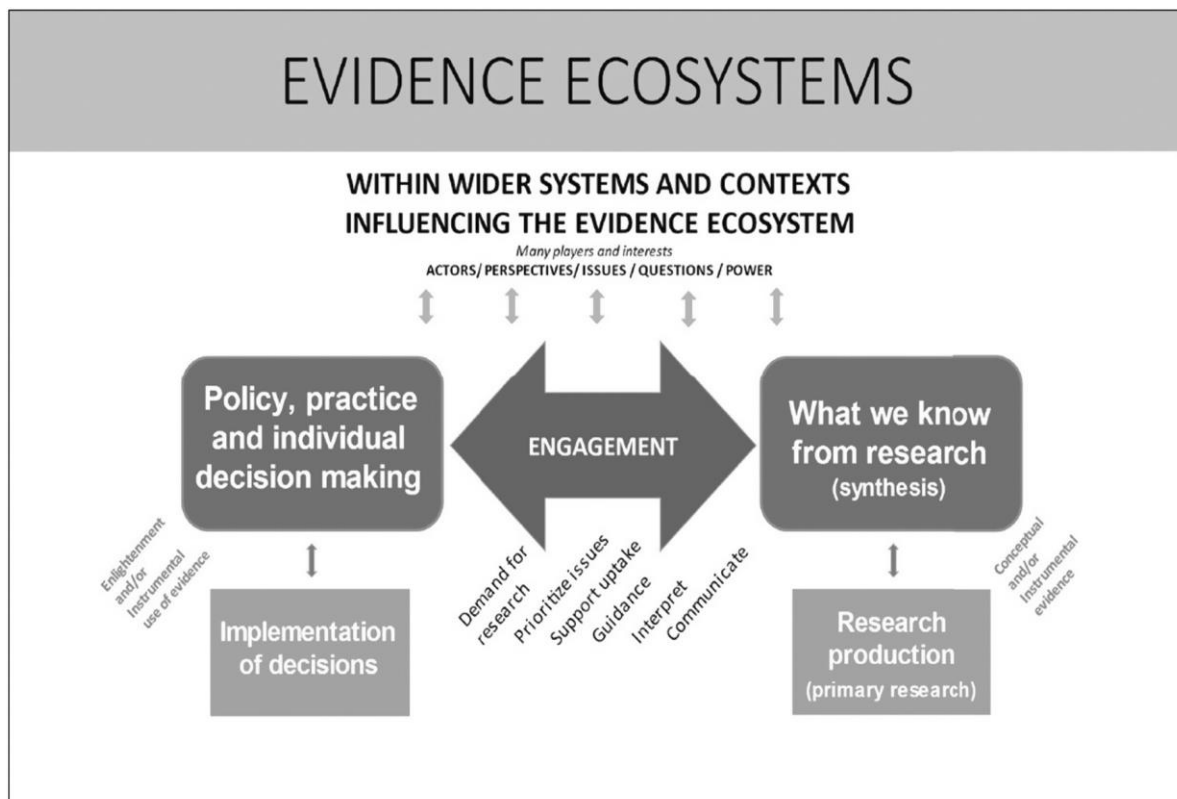 EVIDENCE ECOSYSTEMS
WITHIN WIDER SYSTEMS AND CONTEXTS
INFLUENCING THE EVIDENCE ECOSYSTEM
Many players and interests
ACTORS/ PERSPECTIVES/ ISSUES / QUESTIONS / POWER
Policy, practice
and individual
decision making
ENGAGEMENT
What we know
from research
(synthesis)
Enlightenment
and/or
Instrumental
use of evidence
Implementation
of decisions
Demand for
research
Prioritize issues
Support uptake
Guidance
Interpret
Communicate
Research
production
(primary research)
Conceptual
and/or
Instrumental
evidence